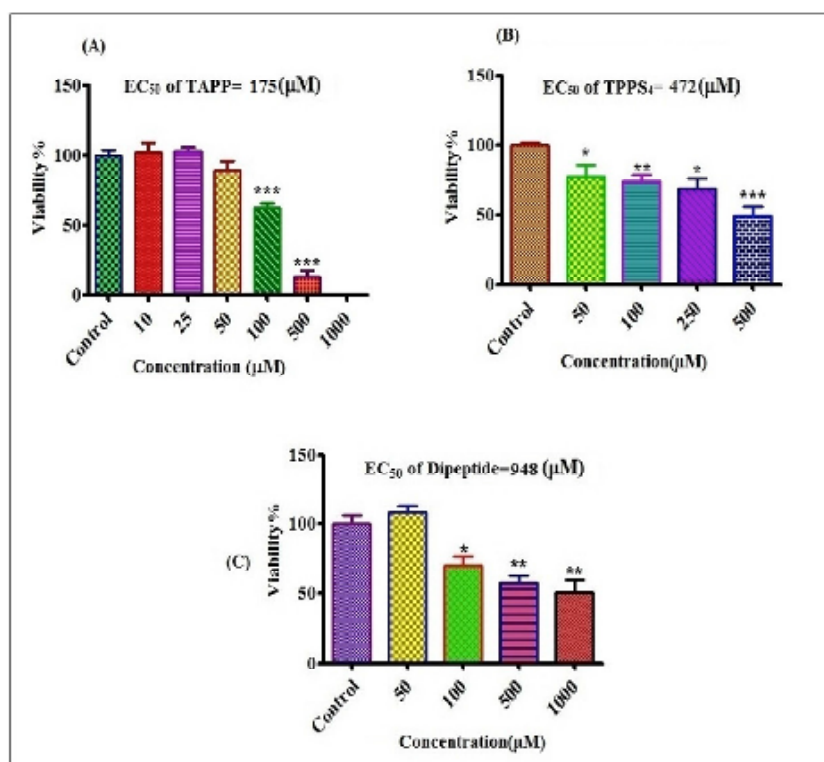 (A)
EC50 of TAPP= 175(μM)
150
100
50
0
Viability%
***
***
Control
10
25
50
100
500
1000
Concentration (μM)
(B)
EC50 of TPPS4= 472(μM)
150
100
50
0
Viability%
*
**
*
***
Control
50
100
250
500
Concentration(μM)
(C)
EC50 of Dipeptide=948 (μM)
150
100
50
0
Viability%
*
**
**
Control
50
100
500
1000
Concentration(μM)